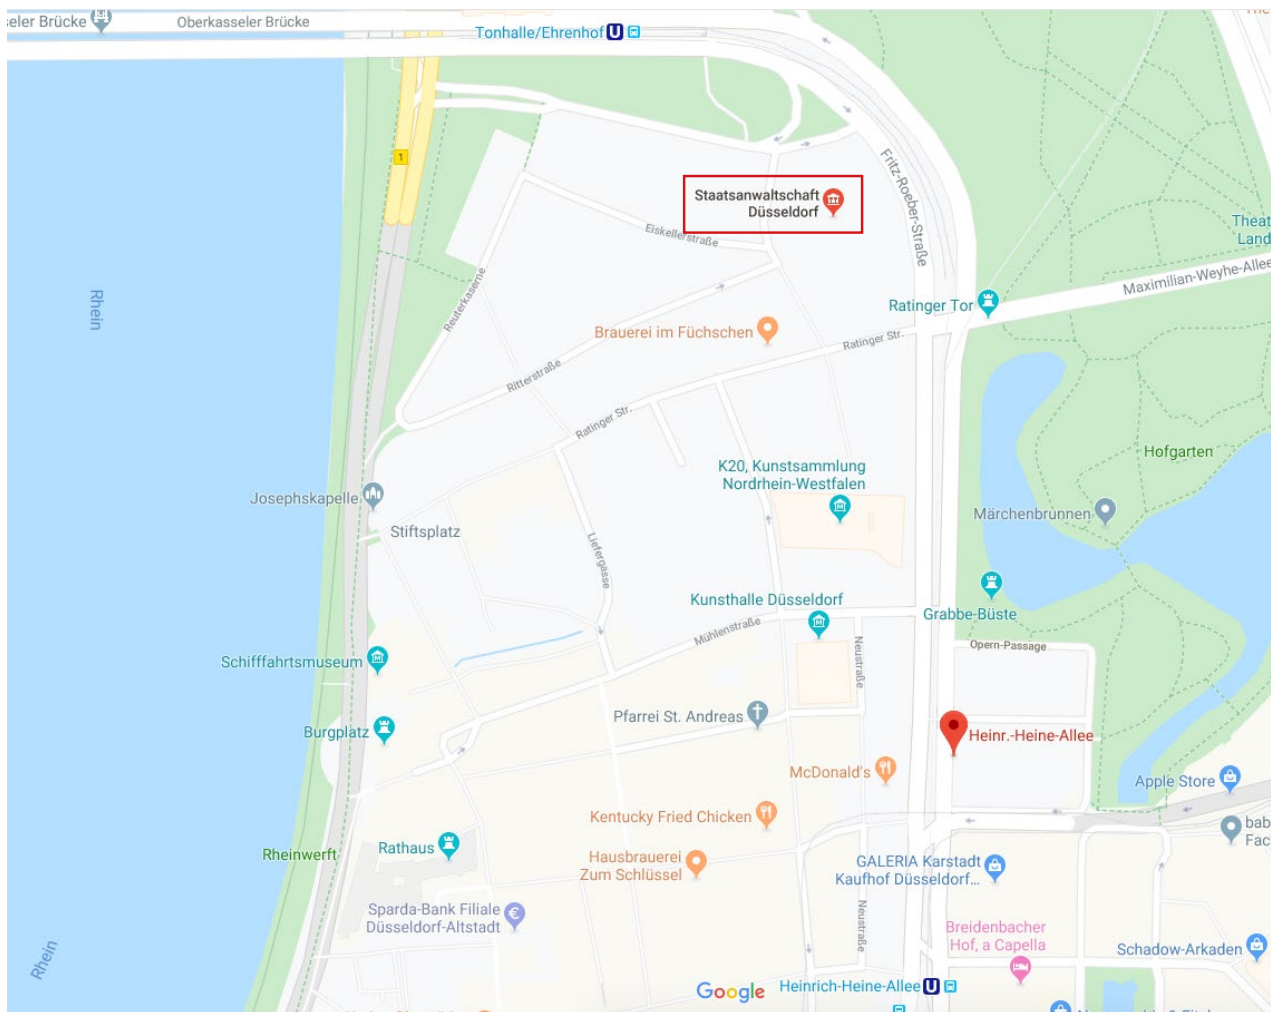 seler Brücke
Oberkasseler Brücke
Tonhalle/Ehrenhof U
1
Fritz-Roeber-Straße
Staatsanwaltschaft
Düsseldorf
Eiskellerstraße
Theat
Land
Maximilian-Weyhe-Allee
Rhein
Reuterkaserne
Ratinger Tor
Brauerei im Füchschen
Ratinger Str.
Ritterstraße
Ratinger Str.
Hofgarten
K20, Kunstsammlung
Nordrhein-Westfalen
Josephskapelle
Märchenbrunnen
Stiftsplatz
Liefergasse
Kunsthalle Düsseldorf
Grabbe-Büste
Mühlenstraße
Neustraße
Opern-Passage
Schifffahrtsmuseum
Pfarrei St. Andreas
Burgplatz
Heinr.-Heine-Allee
McDonald's
Apple Store
Kentucky Fried Chicken
bab
Fac
Rathaus
Rheinwerft
Hausbrauerei
Zum Schlüssel
GALERIA Karstadt
Kaufhof Düsseldorf...
Sparda-Bank Filiale
Düsseldorf-Altstadt
Neustraße
Breidenbacher
Hof, a Capella
Schadow-Arkaden
Rhein
Google
Heinrich-Heine-Allee U